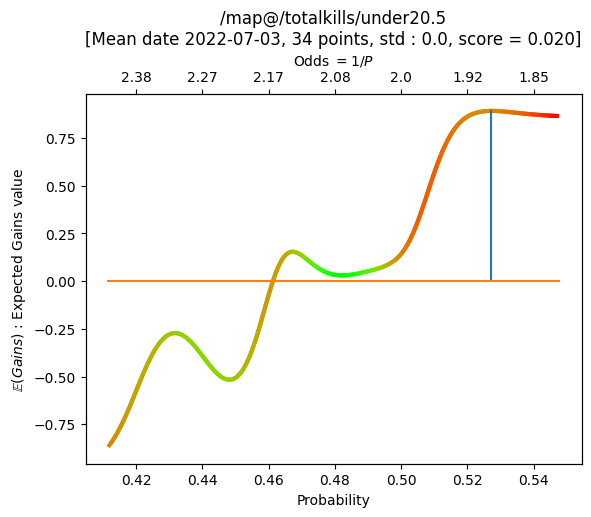 /map@/totalkills/under20.5
[Mean date 2022-07-03, 34 points, std : 0.0, score = 0.020]
Odds = 1/P
2.38 2.27 2.17 2.08 2.0 1.92 1.85
𝔼(Gains) : Expected Gains value
0.75
0.50
0.25
0.00
−0.25
−0.50
−0.75
0.42 0.44 0.46 0.48 0.50 0.52 0.54
Probability